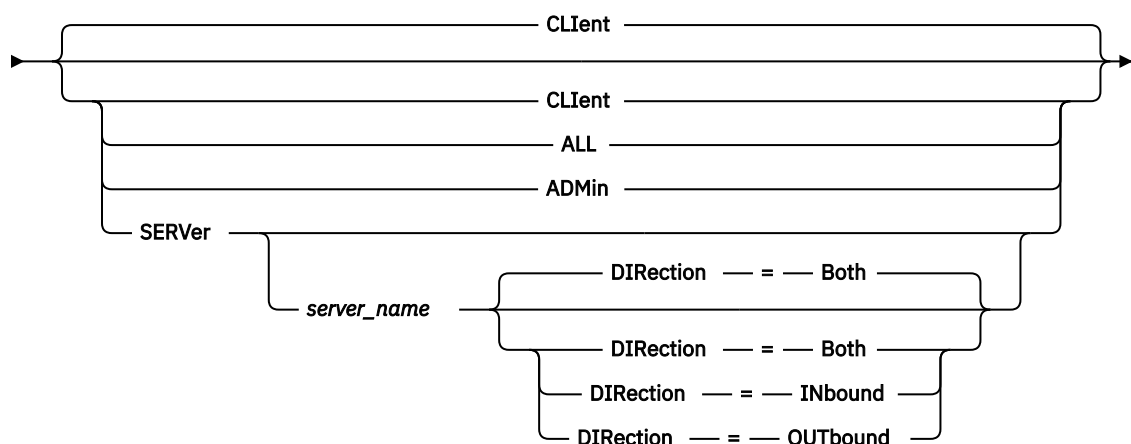 CLIent
CLIent
ALL
ADMin
SERVer
DIRection = Both
server_name
DIRection = Both
DIRection = INbound
DIRection = OUTbound